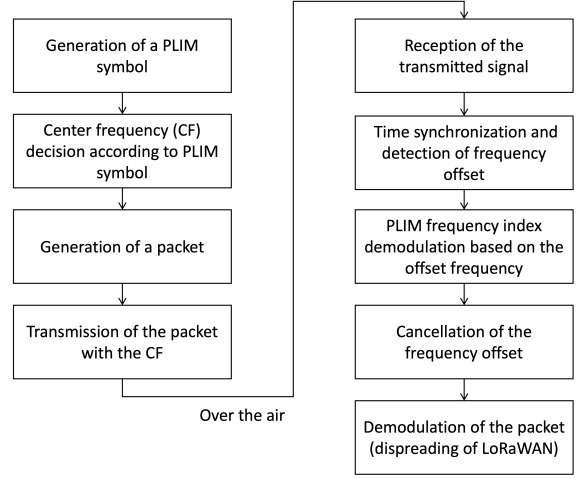 Generation of a PLIM
symbol
Center frequency (CF)
decision according to PLIM
symbol
Generation of a packet
Transmission of the packet
with the CF
Over the air
Reception of the
transmitted signal
Time synchronization and
detection of frequency
offset
PLIM frequency index
demodulation based on the
offset frequency
Cancellation of the
frequency offset
Demodulation of the packet
(dispreading of LoRaWAN)